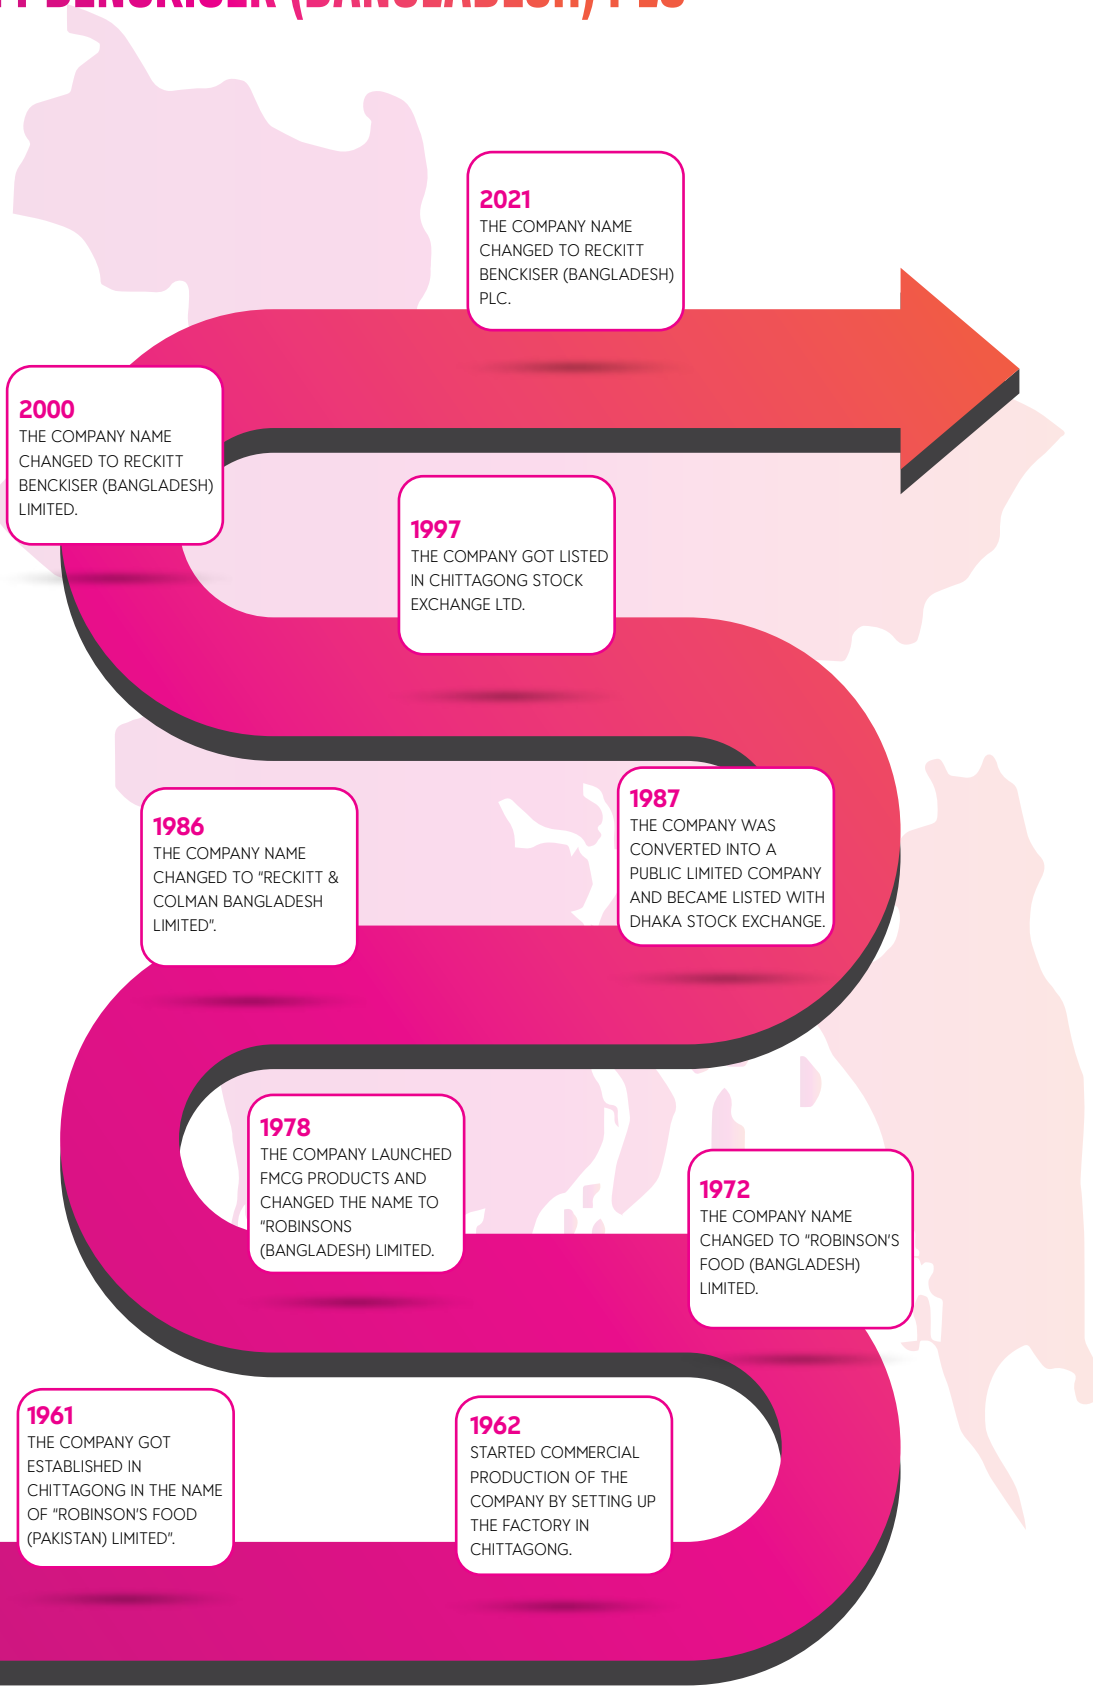 BENCKISER (BANGLADESH) PLC
2021
THE COMPANY NAME
CHANGED TO RECKITT
BENCKISER (BANGLADESH)
PLC.
2000
THE COMPANY NAME
CHANGED TO RECKITT
BENCKISER (BANGLADESH)
LIMITED.
1997
THE COMPANY GOT LISTED
IN CHITTAGONG STOCK
EXCHANGE LTD.
1987
THE COMPANY WAS
CONVERTED INTO A
PUBLIC LIMITED COMPANY
AND BECAME LISTED WITH
DHAKA STOCK EXCHANGE.
1986
THE COMPANY NAME
CHANGED TO “RECKITT &
COLMAN BANGLADESH
LIMITED”.
1978
THE COMPANY LAUNCHED
FMCG PRODUCTS AND
CHANGED THE NAME TO
“ROBINSONS
(BANGLADESH) LIMITED.
1972
THE COMPANY NAME
CHANGED TO “ROBINSON’S
FOOD (BANGLADESH)
LIMITED.
1961
THE COMPANY GOT
ESTABLISHED IN
CHITTAGONG IN THE NAME
OF “ROBINSON’S FOOD
(PAKISTAN) LIMITED”.
1962
STARTED COMMERCIAL
PRODUCTION OF THE
COMPANY BY SETTING UP
THE FACTORY IN
CHITTAGONG.